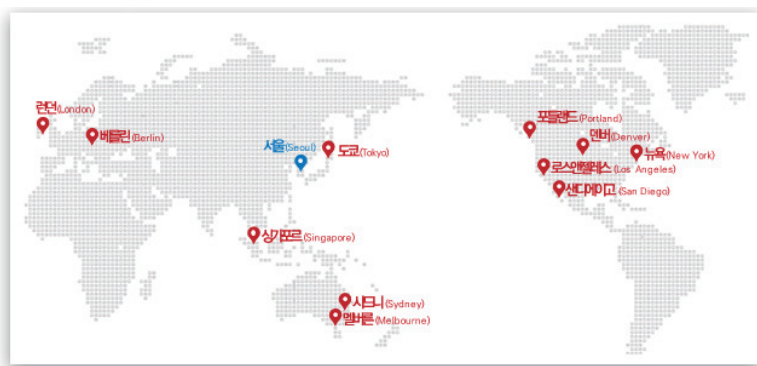 런던(London)
베를린(Berlin)
서울(Seoul)
도쿄(Tokyo)
포틀랜드(Portland)
덴버(Denver)
뉴욕(New York)
로스앤젤레스(Los Angeles)
샌디에이고(San Diego)
싱가포르(Singapore)
시드니(Sydney)
멜버른(Melbourne)